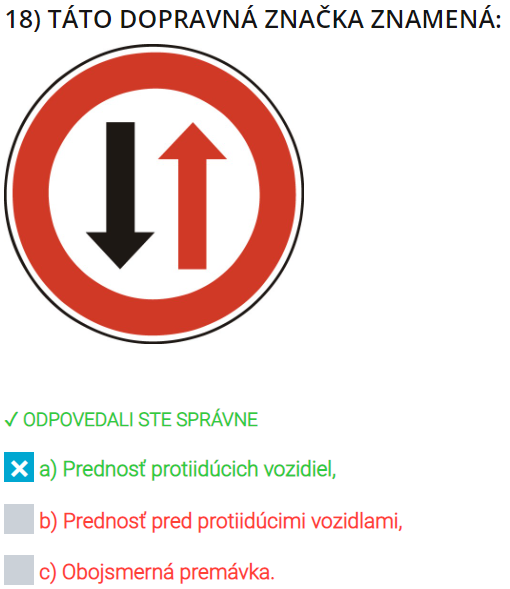 18) TÁTO DOPRAVNÁ ZNAČKA ZNAMENÁ:
✓ ODPOVEDALI STE SPRÁVNE
a) Prednosť protiidúcich vozidiel,
b) Prednosť pred protiidúcimi vozidlami,
c) Obojsmerná premávka.